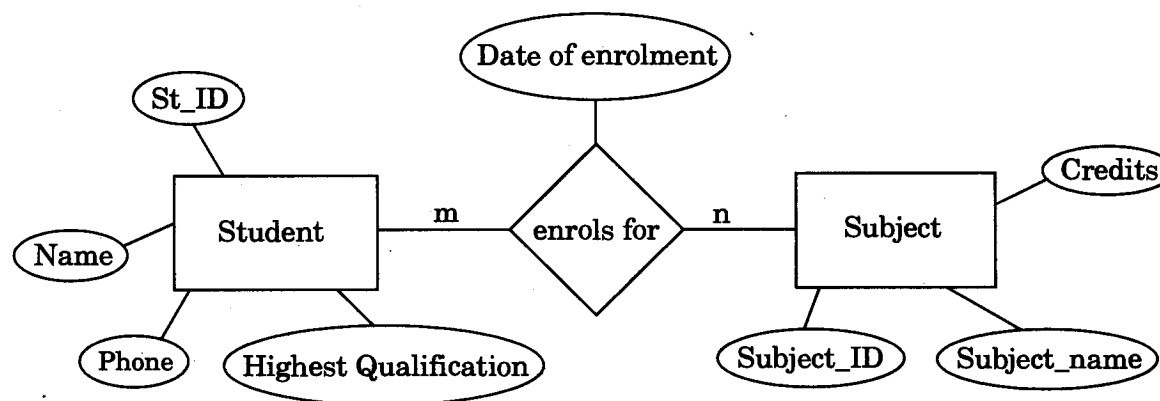 Date of enrolment
St_ID
Credits
Student
m
enrols for
n
Subject
Name
Phone
Highest Qualification
Subject_ID
Subject_name